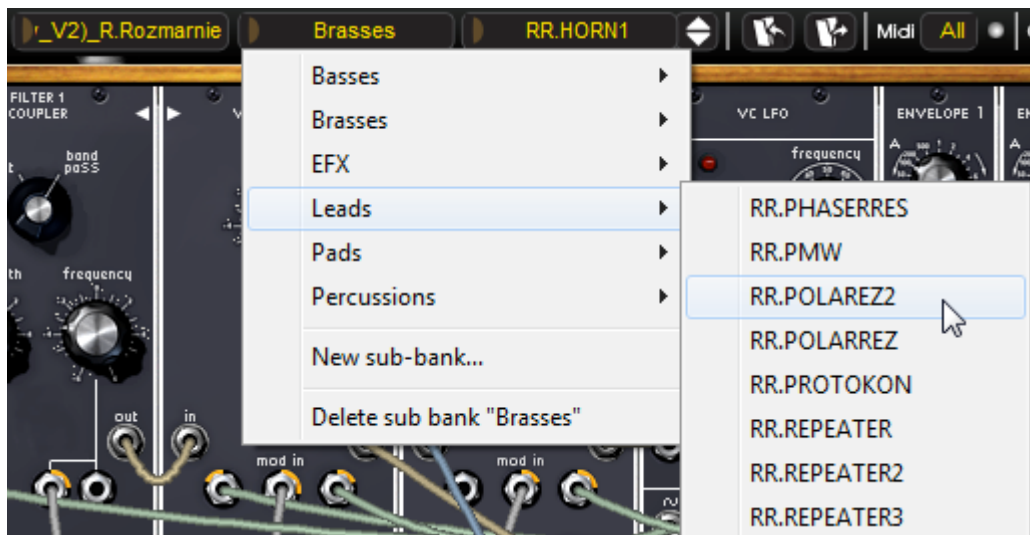 r_V2)_R.Rozmarnie Brasses RR.HORN1 Midi All
Basses
Brasses
EFX
Leads
Pads
Percussions
New sub-bank...
Delete sub bank "Brasses"
RR.PHASERRES
RR.PMW
RR.POLAREZ2
RR.POLARREZ
RR.PROTOKON
RR.REPEATER
RR.REPEATER2
RR.REPEATER3
FILTER 1
COUPLER
band
pass
frequency
out in
mod in mod in
VC LFO
frequency
ENVELOPE 1
A